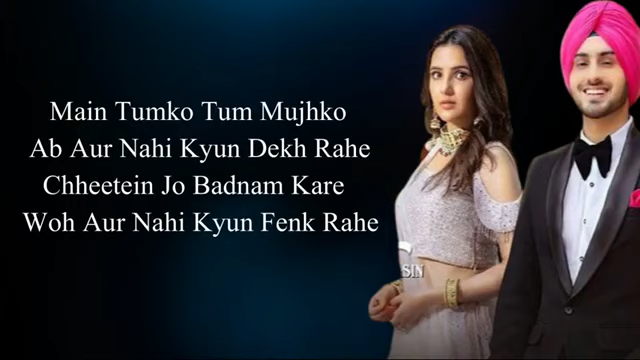 Main Tumko Tum Mujhko
Ab Aur Nahi Kyun Dekh Rahe
Chheetein Jo Badnam Kare
Woh Aur Nahi Kyun Fenk Rahe
SIN